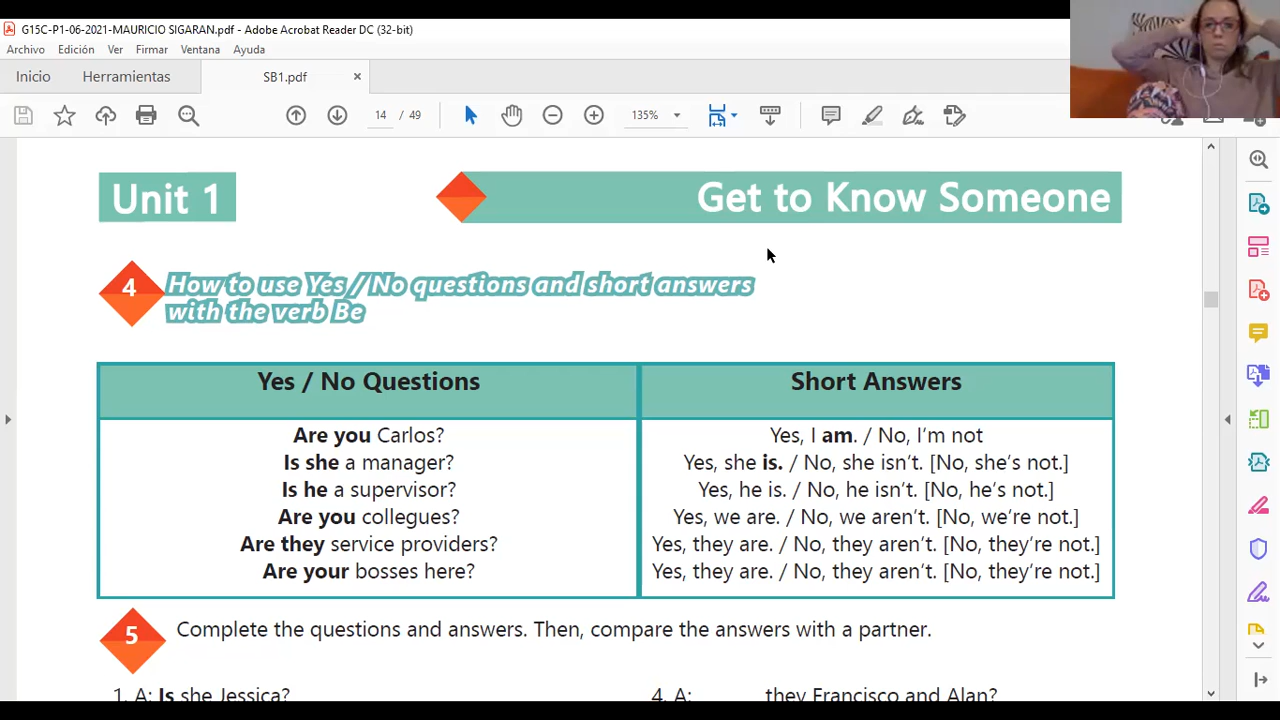 G15C-P1-06-2021-MAURICIO SIGARAN.pdf - Adobe Acrobat Reader DC (32-bit)
Archivo Edición Ver Firmar Ventana Ayuda
Inicio Herramientas SB1.pdf ×
14 / 49 135%
Unit 1
Get to Know Someone
4 How to use Yes / No questions and short answers
with the verb Be
Yes / No Questions Short Answers
Are you Carlos? Yes, I am. / No, I'm not
Is she a manager? Yes, she is. / No, she isn't. [No, she's not.]
Is he a supervisor? Yes, he is. / No, he isn't. [No, he's not.]
Are you collegues? Yes, we are. / No, we aren't. [No, we're not.]
Are they service providers? Yes, they are. / No, they aren't. [No, they're not.]
Are your bosses here? Yes, they are. / No, they aren't. [No, they're not.]
5 Complete the questions and answers. Then, compare the answers with a partner.
1. A: Is she Jessica? 4. A: they Francisco and Alan?